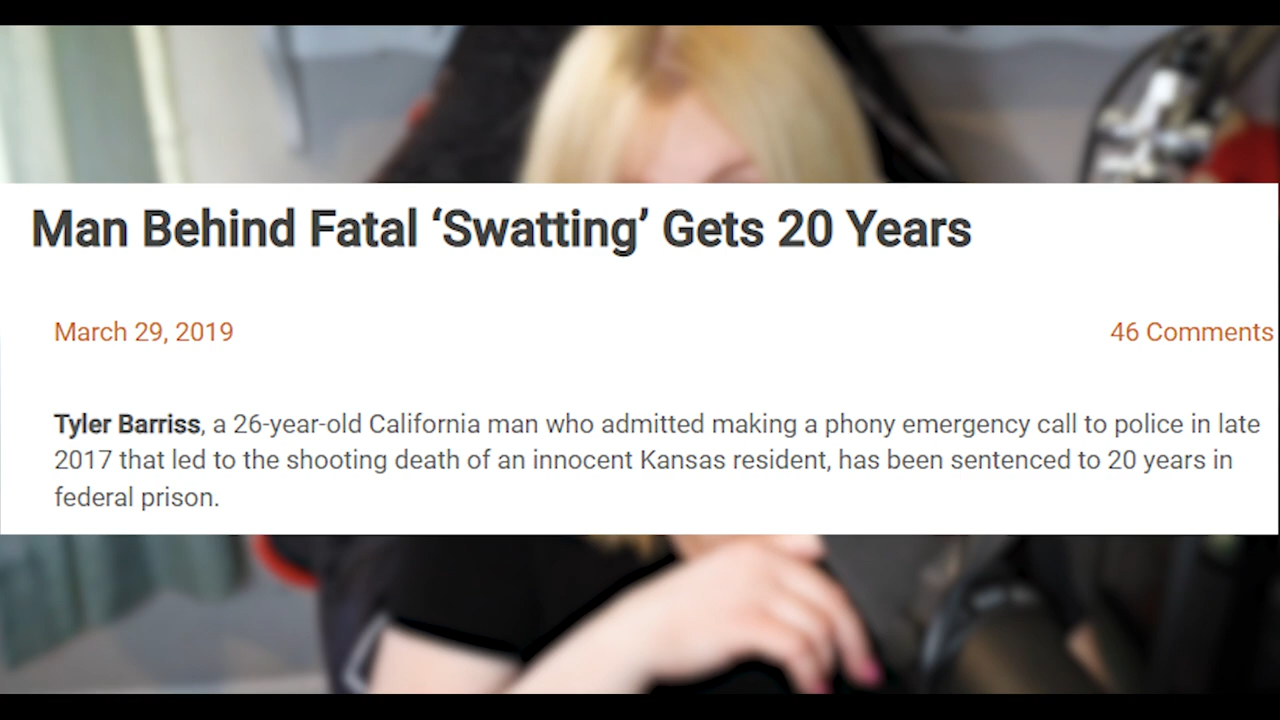 Man Behind Fatal ‘Swatting’ Gets 20 Years
March 29, 2019
46 Comments
Tyler Barriss, a 26-year-old California man who admitted making a phony emergency call to police in late
2017 that led to the shooting death of an innocent Kansas resident, has been sentenced to 20 years in
federal prison.